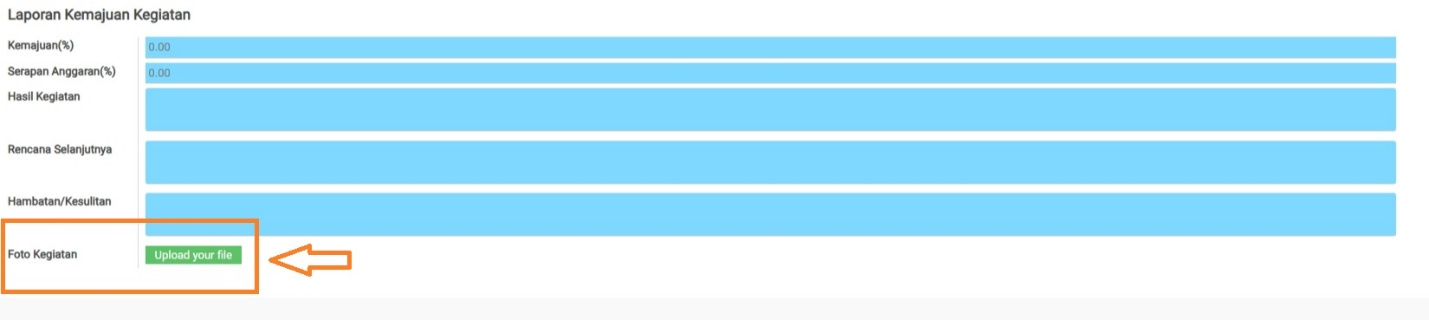 Laporan Kemajuan Kegiatan
Kemajuan(%) 0.00
Serapan Anggaran(%) 0.00
Hasil Kegiatan
Rencana Selanjutnya
Hambatan/Kesulitan
Foto Kegiatan Upload your file